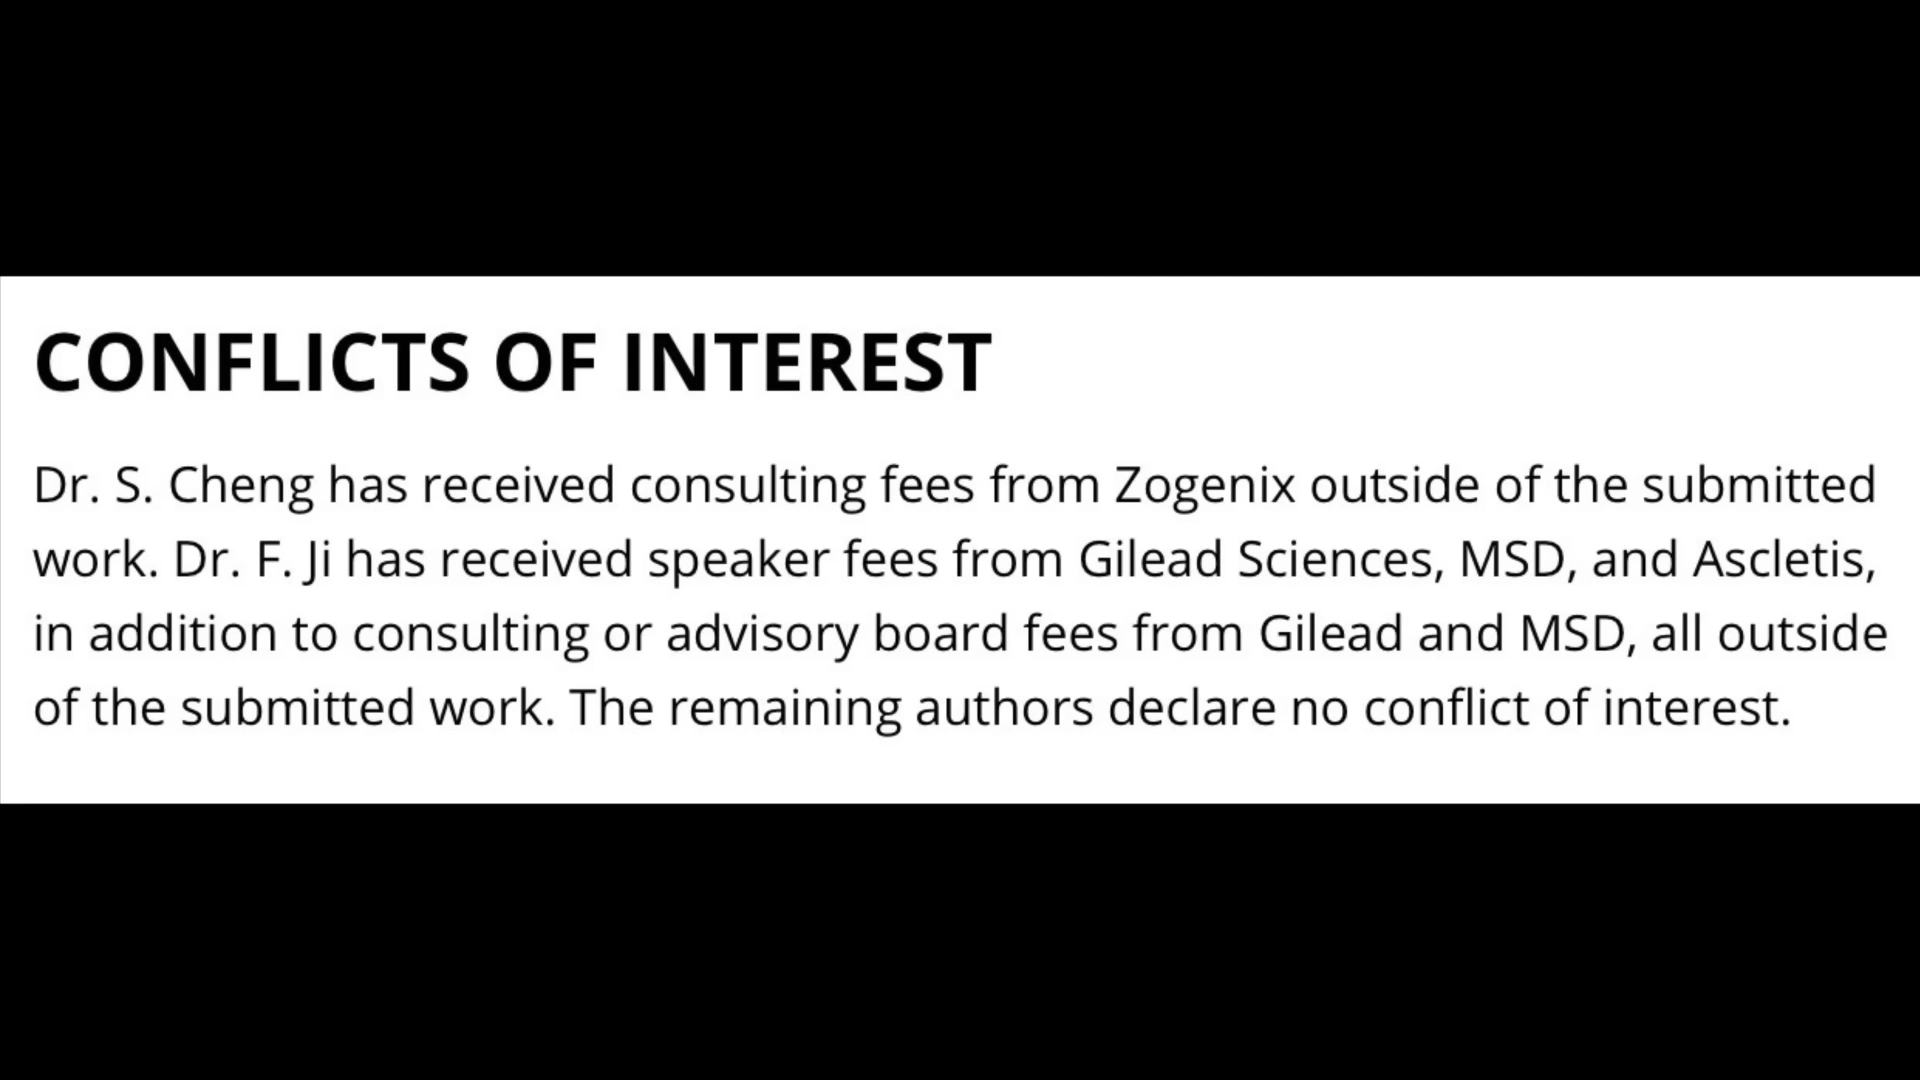 CONFLICTS OF INTEREST
Dr. S. Cheng has received consulting fees from Zogenix outside of the submitted
work. Dr. F. Ji has received speaker fees from Gilead Sciences, MSD, and Ascletis,
in addition to consulting or advisory board fees from Gilead and MSD, all outside
of the submitted work. The remaining authors declare no conflict of interest.